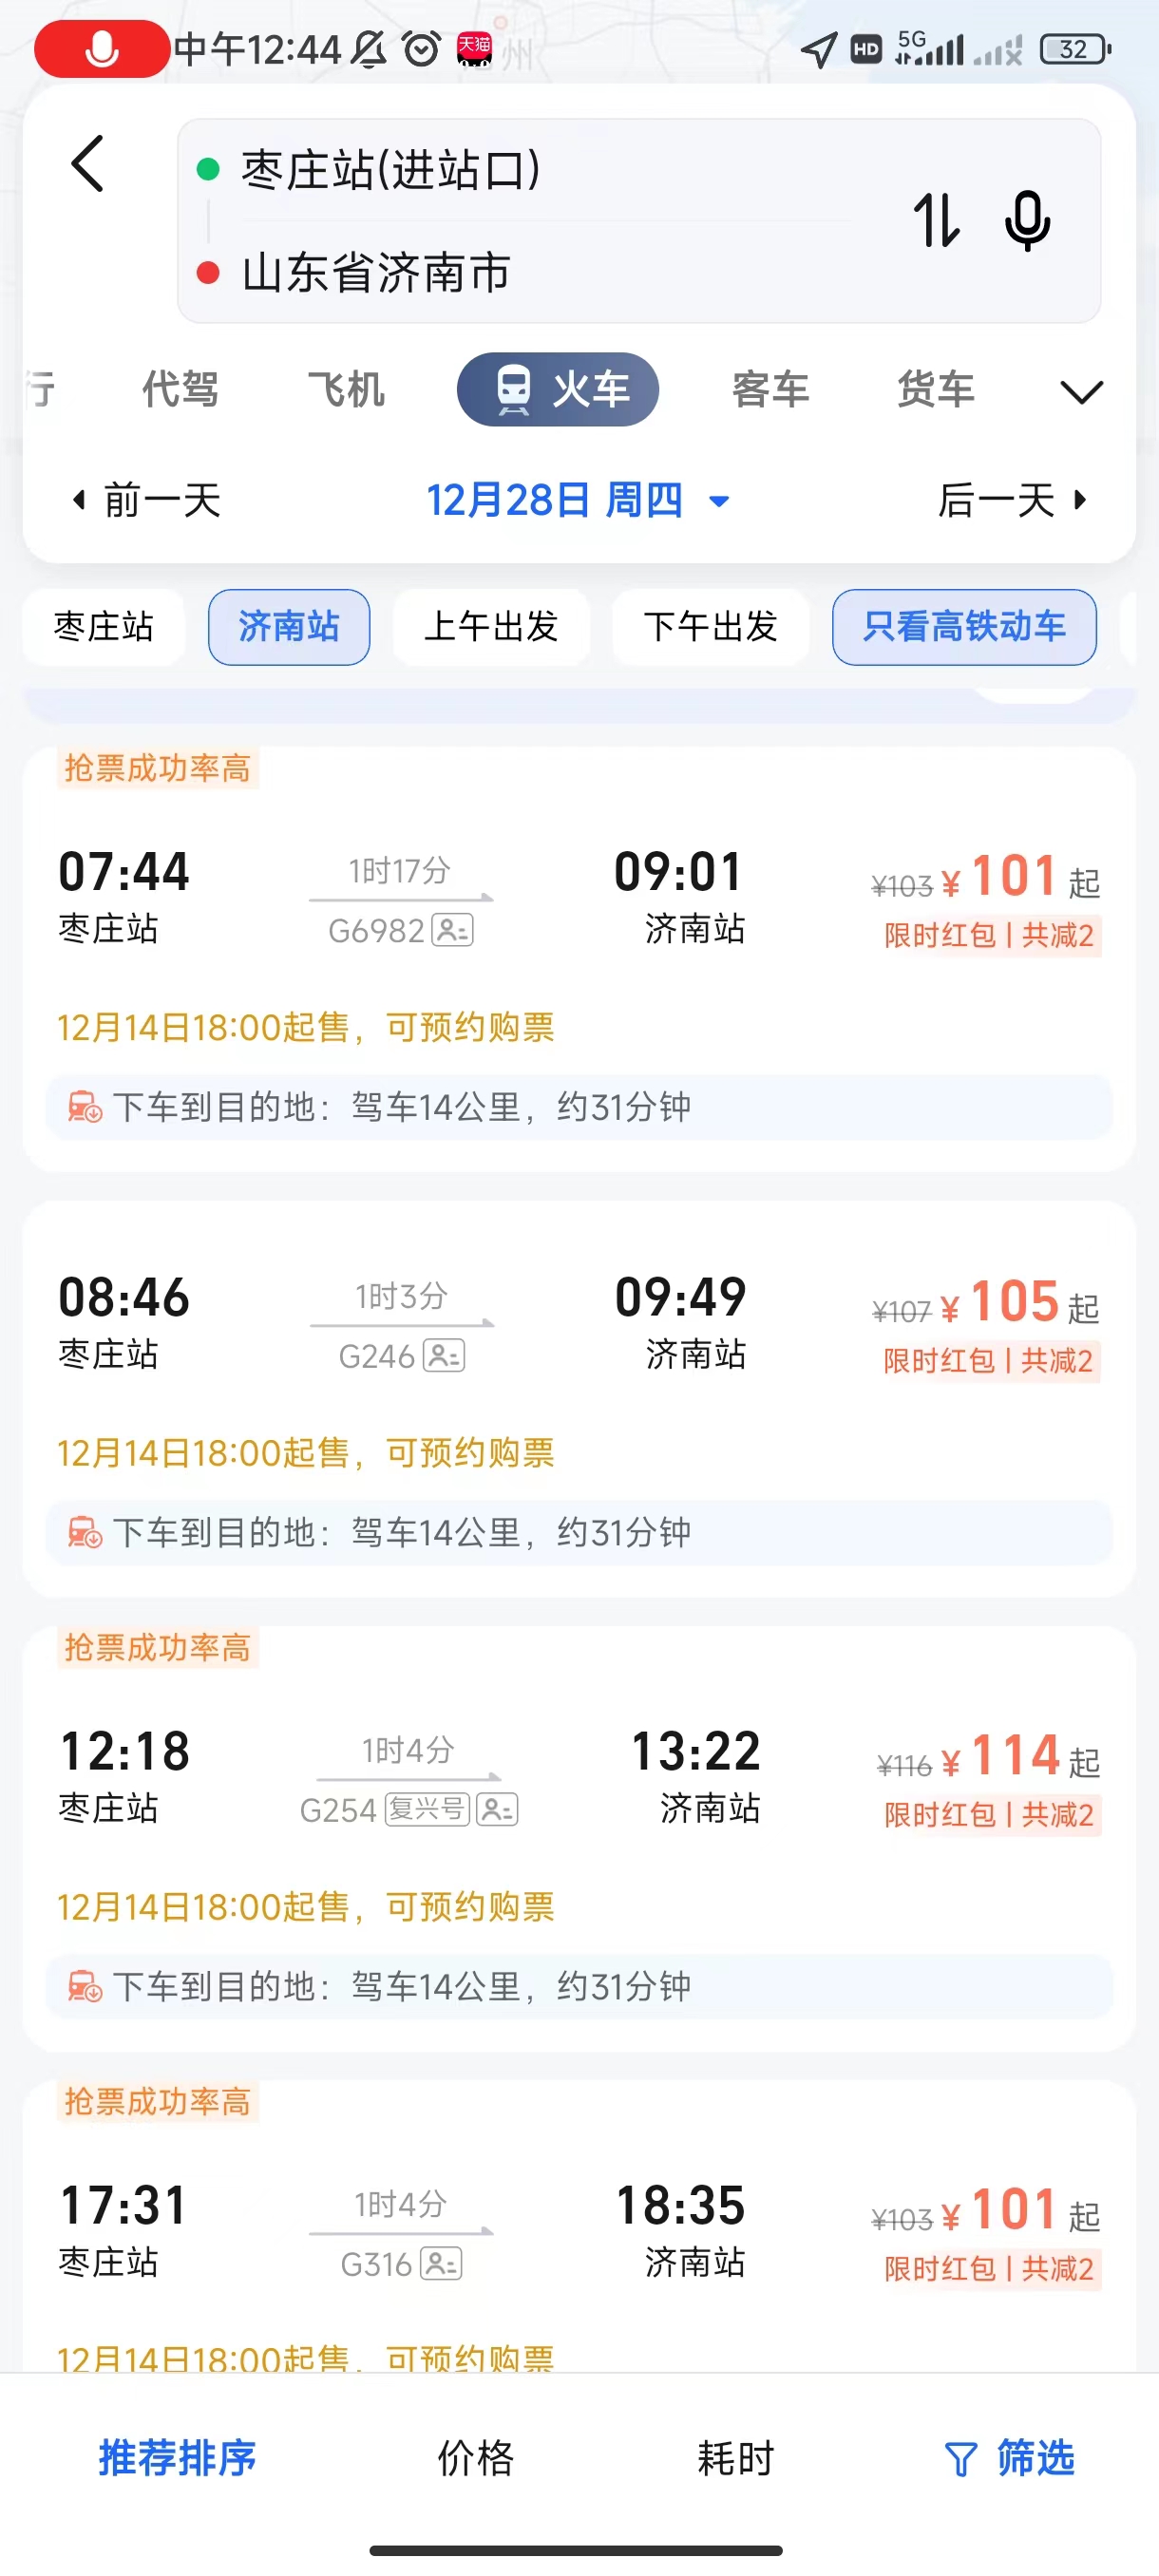 中午12:44 天猫 州 HD 5G 32
枣庄站(进站口)
山东省济南市
行 代驾 飞机 火车 客车 货车
前一天 12月28日 周四 后一天
枣庄站 济南站 上午出发 下午出发 只看高铁动车
抢票成功率高
07:44 1时17分 09:01 ¥103 ¥101起
枣庄站 G6982 济南站 限时红包 | 共减2
12月14日18:00起售，可预约购票
下车到目的地：驾车14公里，约31分钟
08:46 1时3分 09:49 ¥107 ¥105起
枣庄站 G246 济南站 限时红包 | 共减2
12月14日18:00起售，可预约购票
下车到目的地：驾车14公里，约31分钟
抢票成功率高
12:18 1时4分 13:22 ¥116 ¥114起
枣庄站 G254 复兴号 济南站 限时红包 | 共减2
12月14日18:00起售，可预约购票
下车到目的地：驾车14公里，约31分钟
抢票成功率高
17:31 1时4分 18:35 ¥103 ¥101起
枣庄站 G316 济南站 限时红包 | 共减2
12月14日18:00起售，可预约购票
推荐排序 价格 耗时 筛选